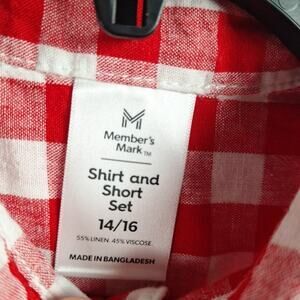 Member's
Mark™
Shirt and
Short
Set
14/16
55% LINEN. 45% VISCOSE.
MADE IN BANGLADESH